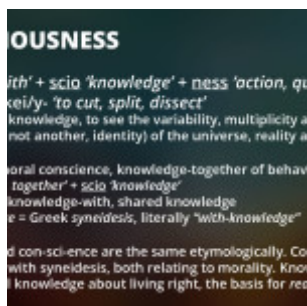 IOUSNESS
ith' + scio 'knowledge' + ness 'action, qu
kei/y- 'to cut, split, dissect'
knowledge, to see the variability, multiplicity a
not another, identity) of the universe, reality a
oral conscience, knowledge-together of behav
together' + scio 'knowledge'
knowledge-with, shared knowledge
e = Greek syneidesis, literally "with-knowledge"
d con-sci-ence are the same etymologically. Co
with syneidesis, both relating to morality. Know
l knowledge about living right, the basis for re